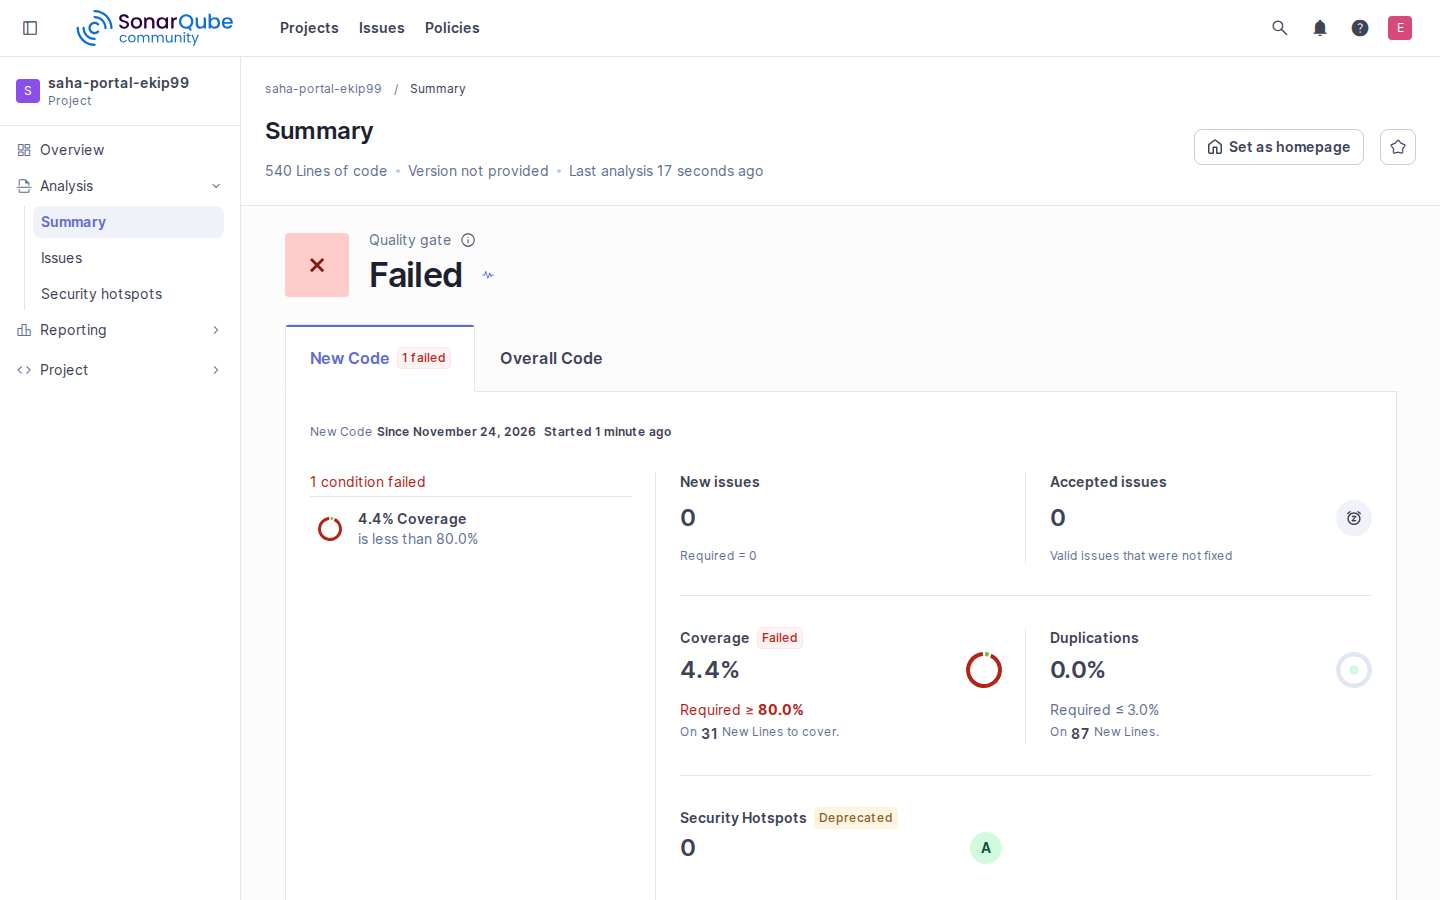 SonarQube community
Projects Issues Policies
? E
S saha-portal-ekip99
Project
Overview
Analysis
Summary
Issues
Security hotspots
Reporting
Project
saha-portal-ekip99 / Summary
Summary
540 Lines of code • Version not provided • Last analysis 17 seconds ago
Set as homepage
Quality gate
Failed
New Code 1 failed
Overall Code
New Code Since November 24, 2026 Started 1 minute ago
1 condition failed
4.4% Coverage
is less than 80.0%
New issues
0
Required = 0
Accepted issues
0
Valid issues that were not fixed
Coverage Failed
4.4%
Required ≥ 80.0%
On 31 New Lines to cover.
Duplications
0.0%
Required ≤ 3.0%
On 87 New Lines.
Security Hotspots Deprecated
0
A